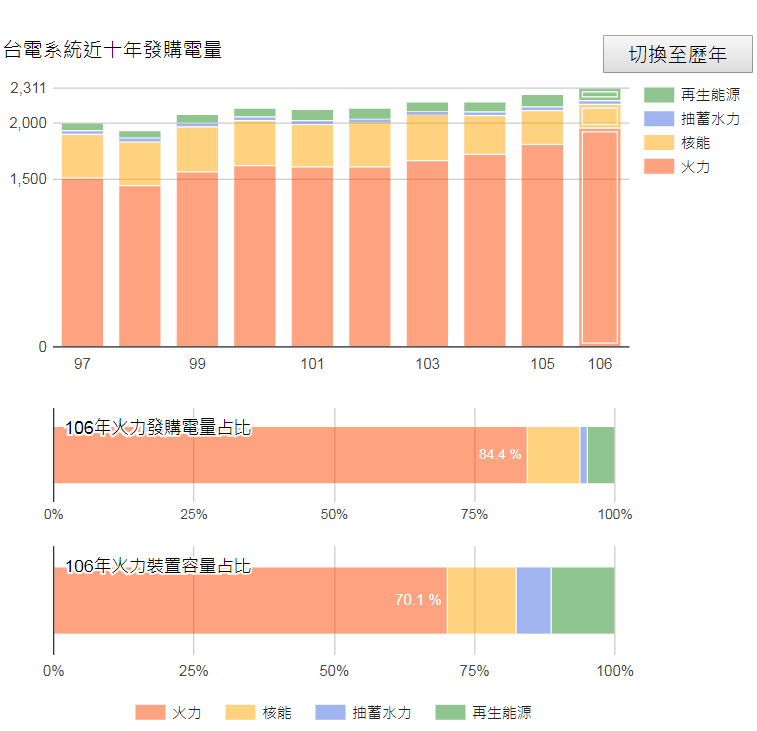 台電系統近十年發購電量
切換至歷年
2,311
2,000
1,500
0
97 99 101 103 105 106
再生能源
抽蓄水力
核能
火力
106年火力發購電量占比
84.4 %
0% 25% 50% 75% 100%
106年火力裝置容量占比
70.1 %
0% 25% 50% 75% 100%
火力 核能 抽蓄水力 再生能源